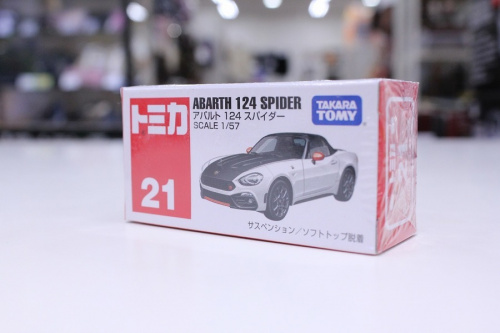 トミカ
21
ABARTH 124 SPIDER
アバルト 124 スパイダー
SCALE 1/57
TAKARA
TOMY
サスペンション／ソフトトップ脱着